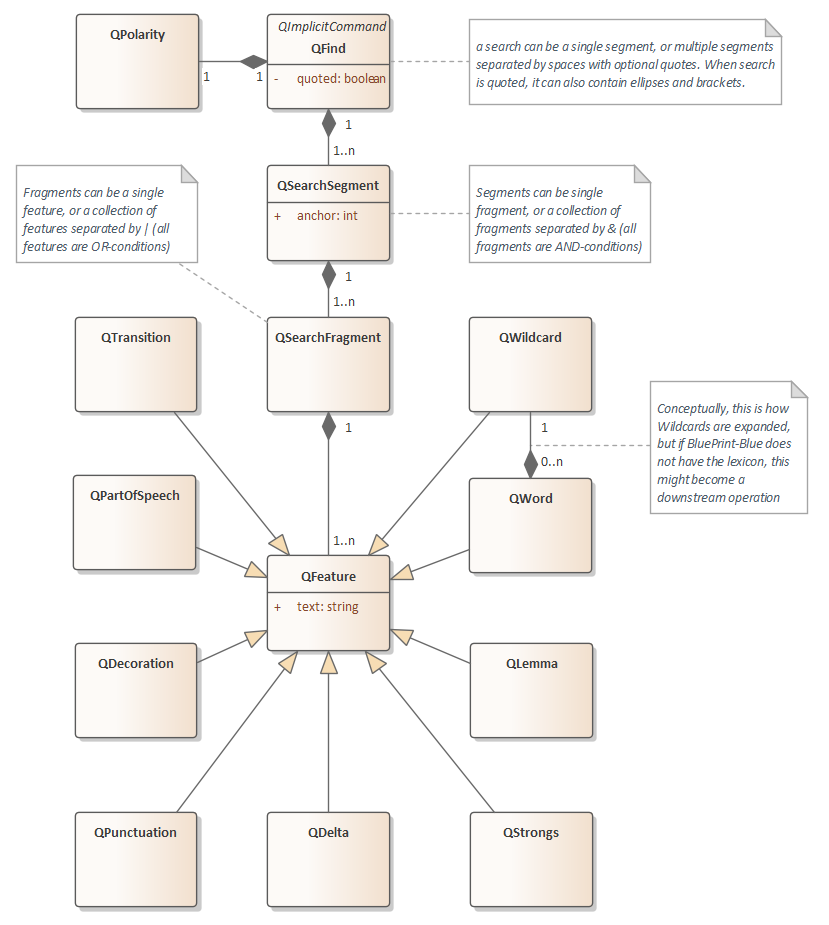 QPolarity
QImplicitCommand
QFind
- quoted: boolean
1
1
a search can be a single segment, or multiple segments
separated by spaces with optional quotes. When search
is quoted, it can also contain ellipses and brackets.
1
1..n
Fragments can be a single
feature, or a collection of
features separated by | (all
features are OR-conditions)
QSearchSegment
+ anchor: int
Segments can be single
fragment, or a collection of
fragments separated by & (all
fragments are AND-conditions)
1
1..n
QTransition
QSearchFragment
QWildcard
1
1
0..n
Conceptually, this is how
Wildcards are expanded,
but if BluePrint-Blue does
not have the lexicon, this
might become a
downstream operation
QPartOfSpeech
QWord
1..n
QFeature
+ text: string
QDecoration
QLemma
QPunctuation
QDelta
QStrongs